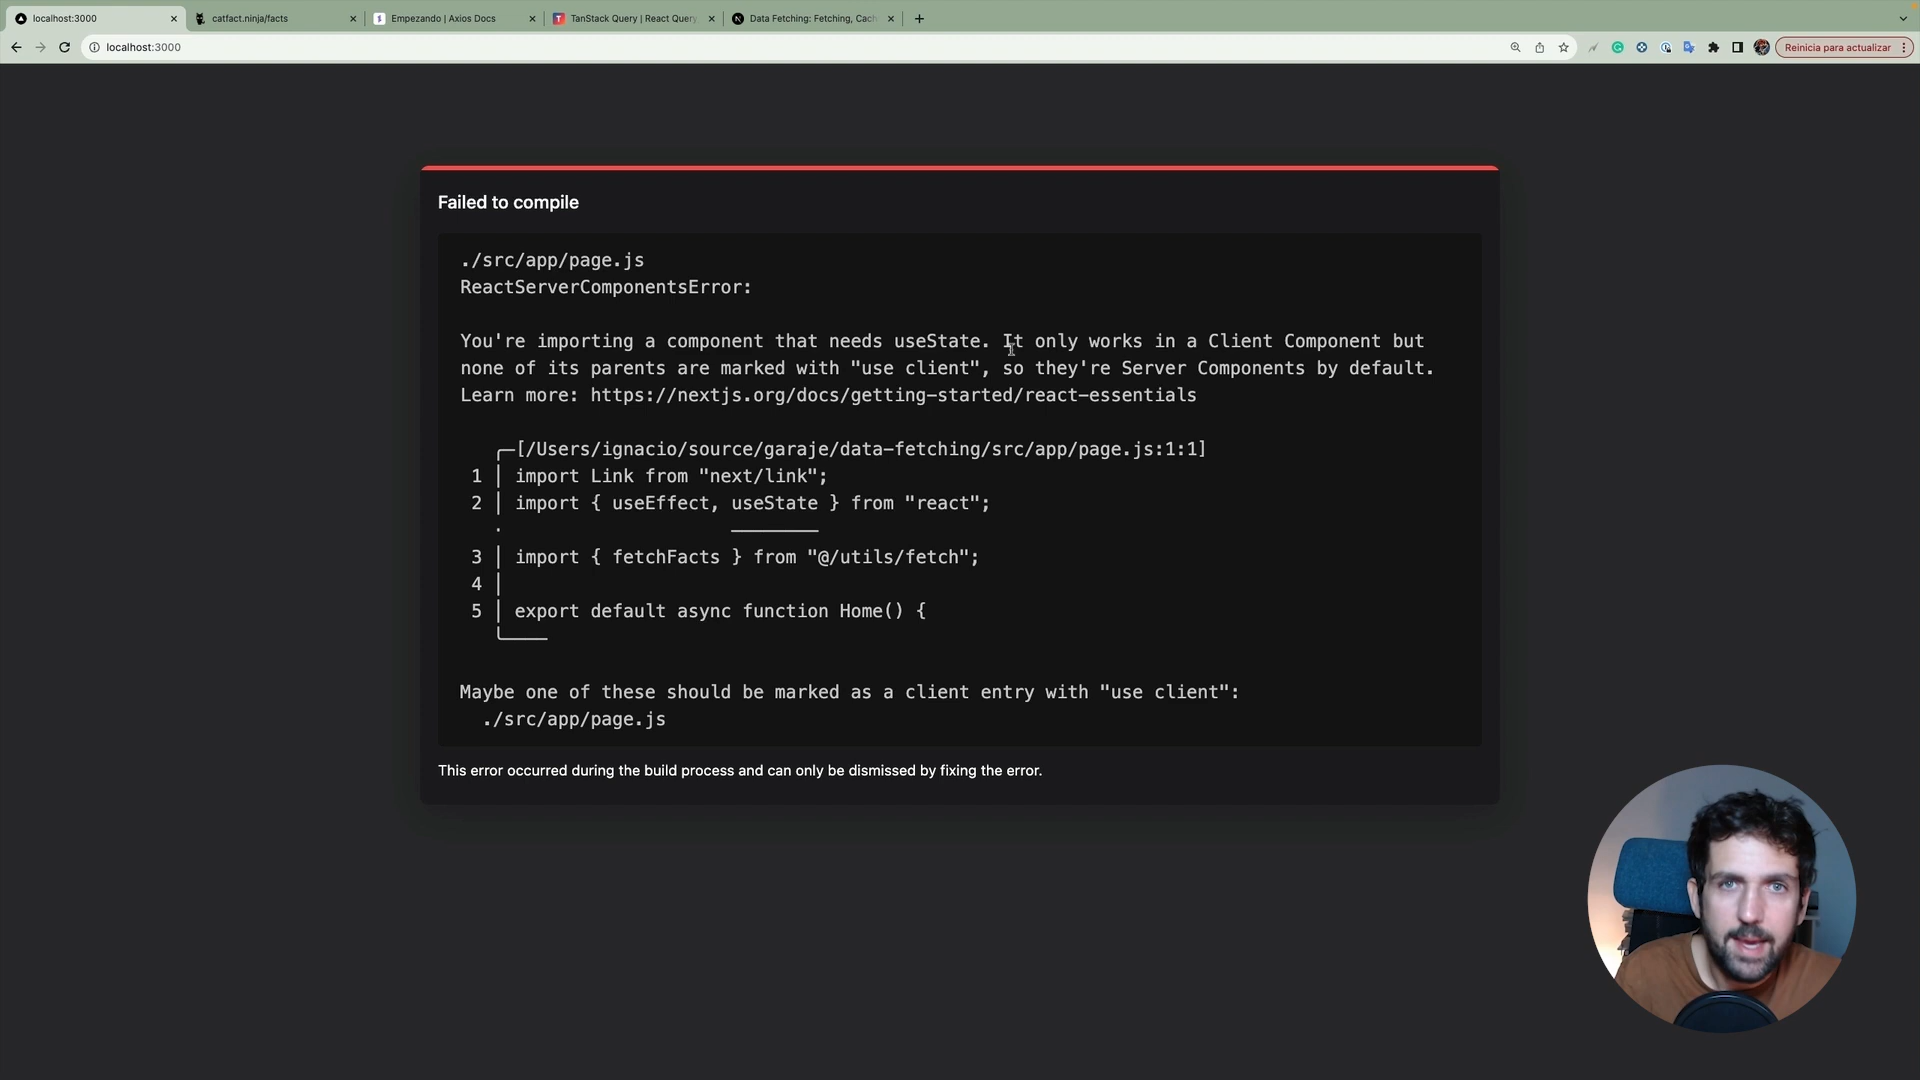 localhost:3000
catfact.ninja/facts
Empezando | Axios Docs
TanStack Query | React Query
Data Fetching: Fetching, Cach
localhost:3000
Reinicia para actualizar
Failed to compile
./src/app/page.js
ReactServerComponentsError:
You're importing a component that needs useState. It only works in a Client Component but
none of its parents are marked with "use client", so they're Server Components by default.
Learn more: https://nextjs.org/docs/getting-started/react-essentials
[/Users/ignacio/source/garaje/data-fetching/src/app/page.js:1:1]
1 | import Link from "next/link";
2 | import { useEffect, useState } from "react";
3 | import { fetchFacts } from "@/utils/fetch";
4 |
5 | export default async function Home() {
Maybe one of these should be marked as a client entry with "use client":
./src/app/page.js
This error occurred during the build process and can only be dismissed by fixing the error.